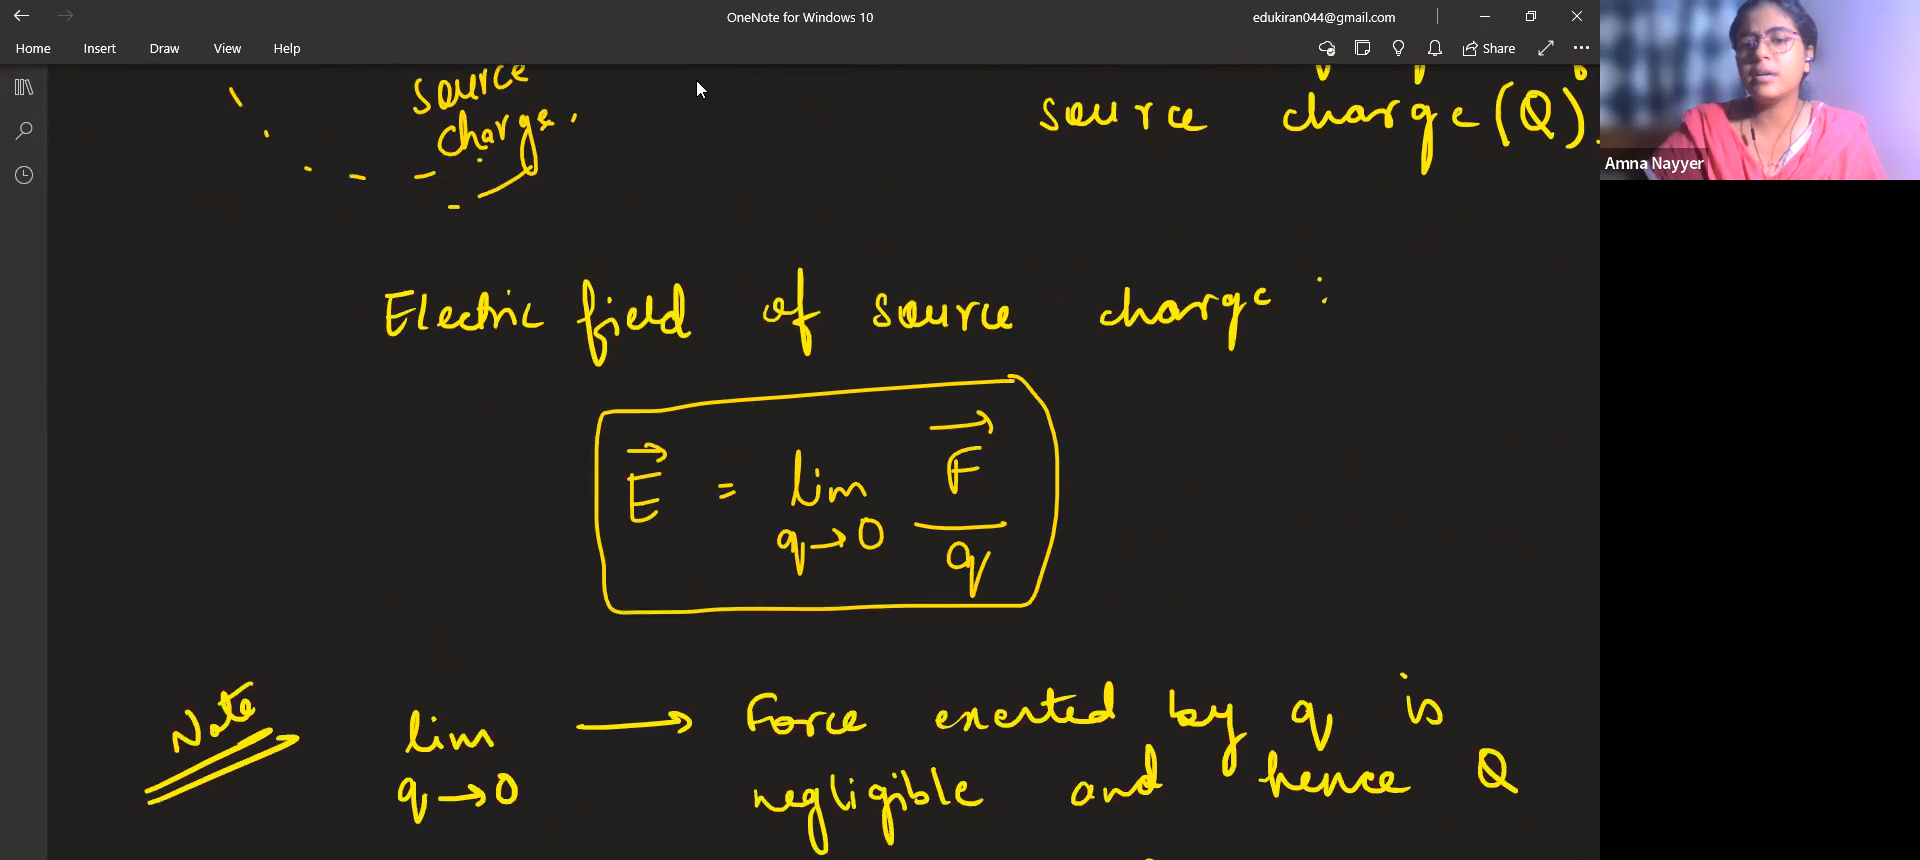 OneNote for Windows 10
edukiran044@gmail.com
Home Insert Draw View Help
Share
source
charge.
source charge (Q).
Amna Nayyer
Electric field of source charge :
E = lim F
q→0 q
Note lim → Force exerted by q is
q→0 negligible and hence Q